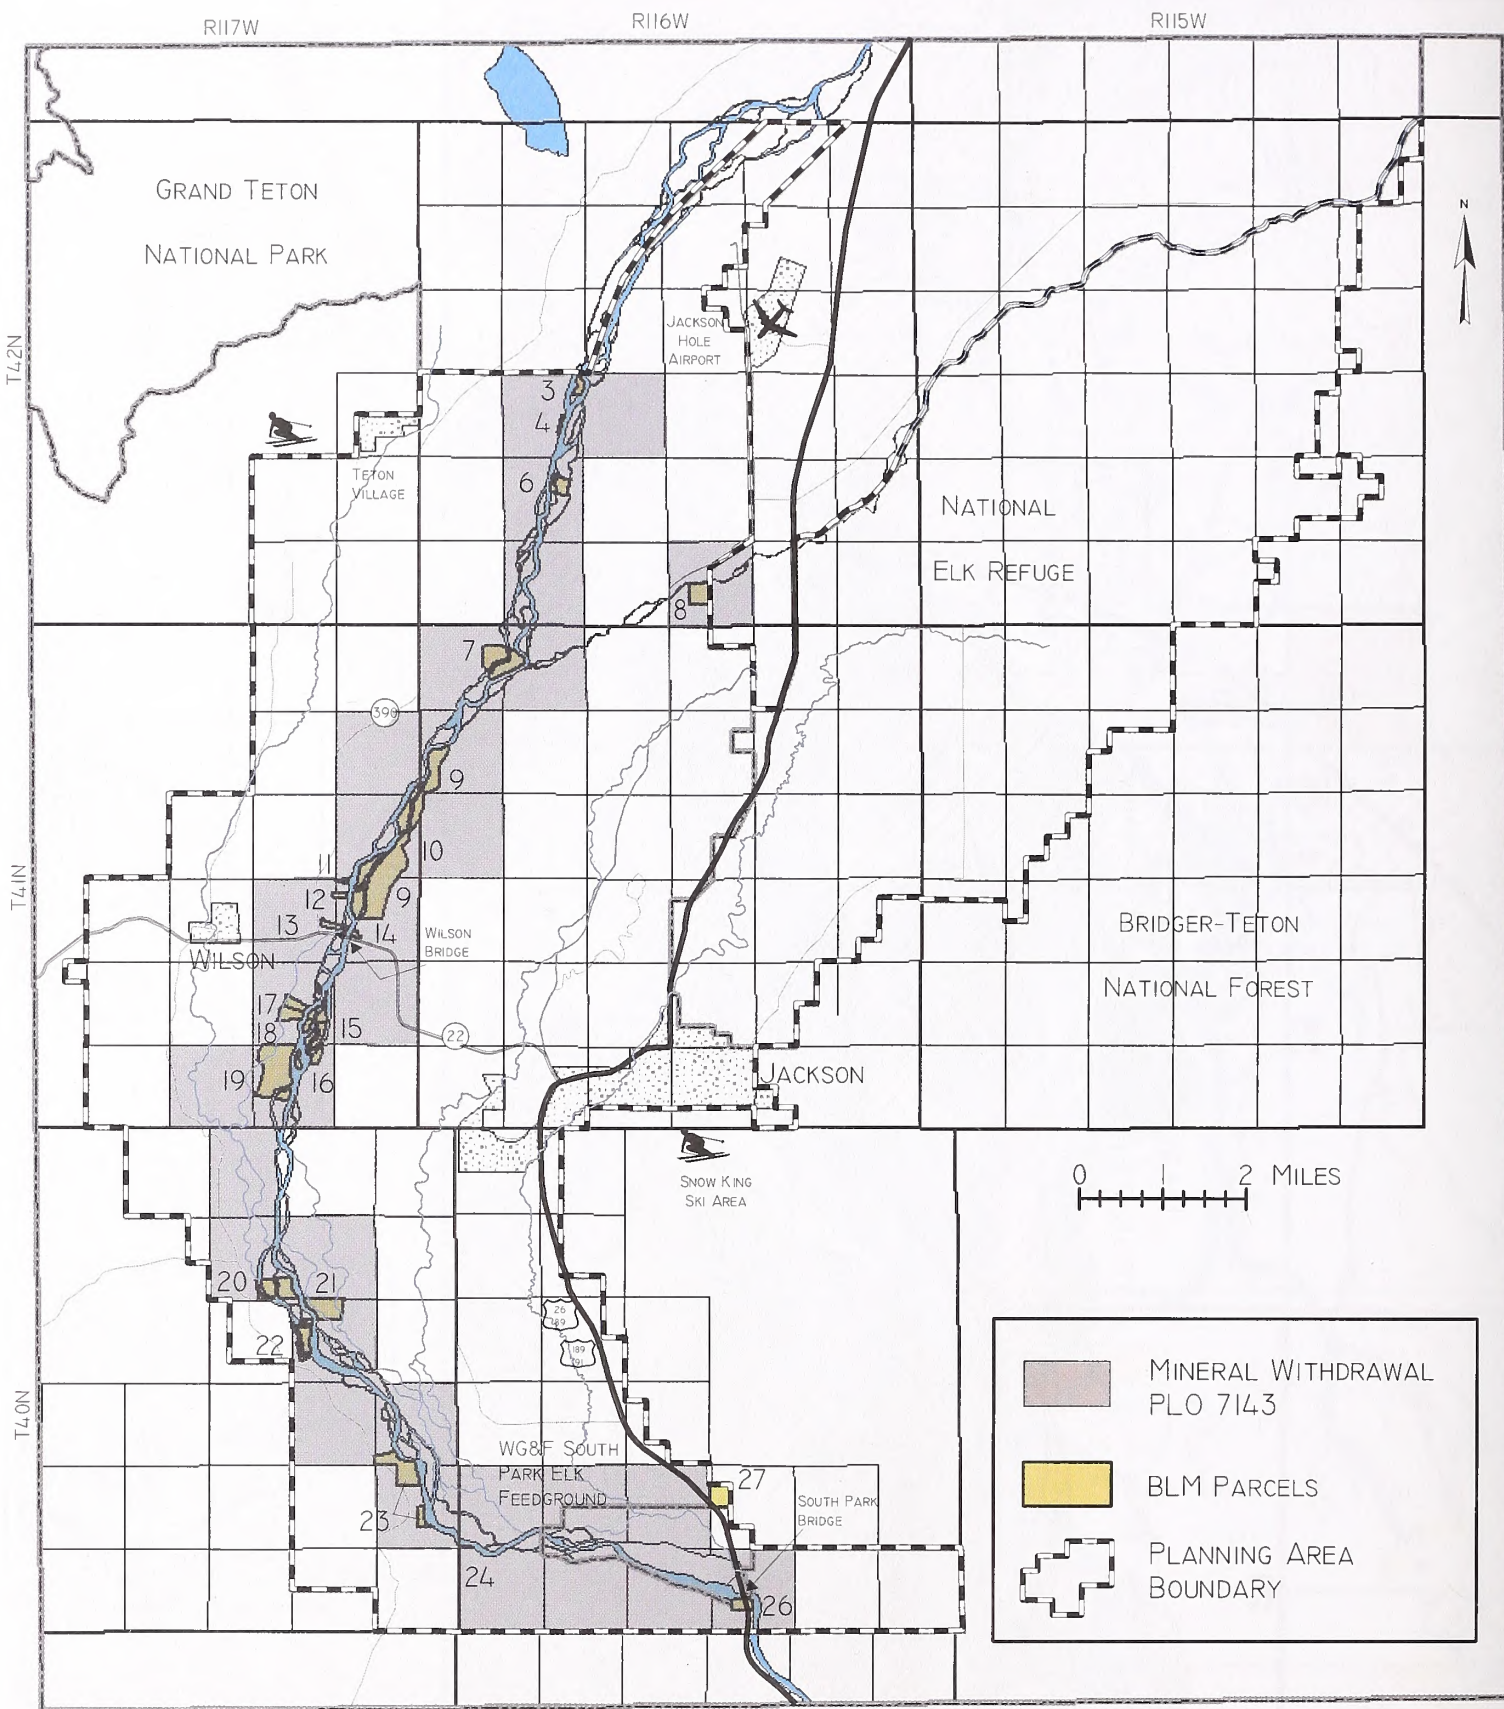 R117W
R116W
R115W
GRAND TETON
NATIONAL PARK
N
T42N
JACKSON
HOLE
AIRPORT
3
4
TETON
VILLAGE
6
NATIONAL
ELK REFUGE
8
7
390
9
10
11
12
9
T41N
13
14
WILSON
BRIDGE
WILSON
BRIDGER-TETON
NATIONAL FOREST
17
18
15
22
19
16
JACKSON
SNOW KING
SKI AREA
0 1 2 MILES
20
21
26
189
22
189
191
MINERAL WITHDRAWAL
PLO 7143
T40N
WG&F SOUTH
PARK ELK
FEEDGROUND
27
BLM PARCELS
SOUTH PARK
BRIDGE
23
24
26
PLANNING AREA
BOUNDARY